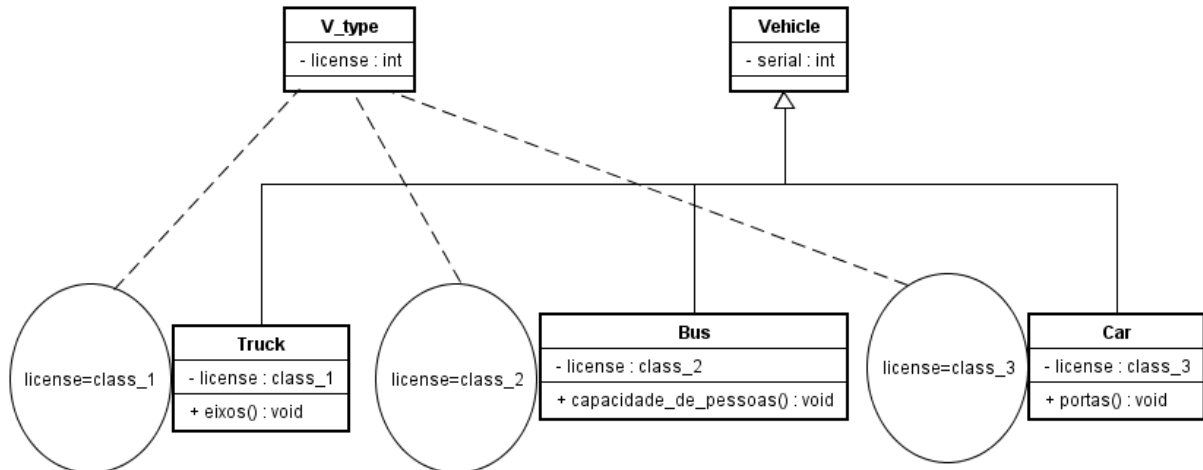 V_type
- license : int
Vehicle
- serial : int
license=class_1
Truck
- license : class_1
+ eixos() : void
license=class_2
Bus
- license : class_2
+ capacidade_de_pessoas() : void
license=class_3
Car
- license : class_3
+ portas() : void